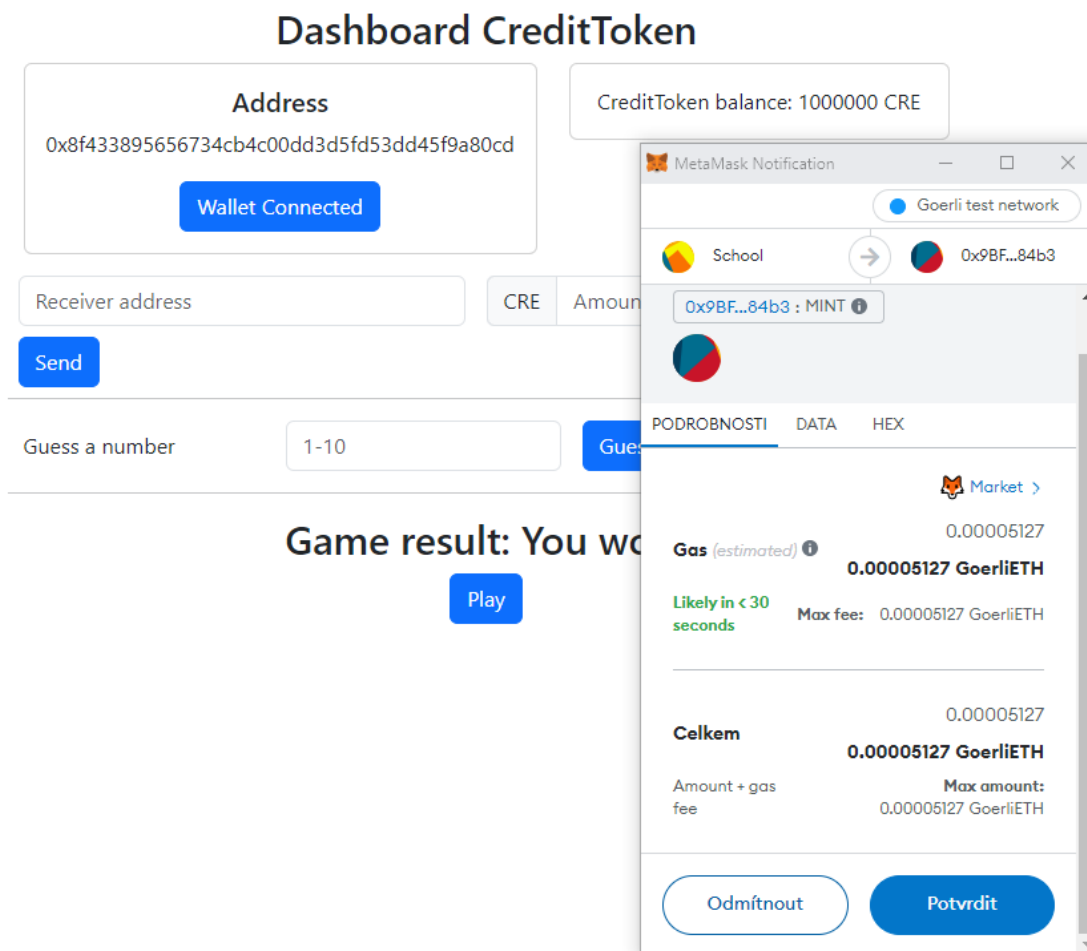 Dashboard CreditToken
Address
0x8f433895656734cb4c00dd3d5fd53dd45f9a80cd
Wallet Connected
CreditToken balance: 1000000 CRE
Receiver address
CRE
Amoun
Send
Guess a number
1-10
Gues
Game result: You wo
Play
MetaMask Notification
Goerli test network
School
0x9BF...84b3
0x9BF...84b3 : MINT
PODROBNOSTI DATA HEX
Market >
0.00005127
Gas (estimated)
0.00005127 GoerliETH
Likely in < 30
seconds
Max fee: 0.00005127 GoerliETH
0.00005127
Celkem
0.00005127 GoerliETH
Amount + gas
fee
Max amount:
0.00005127 GoerliETH
Odmítnout
Potvrdit